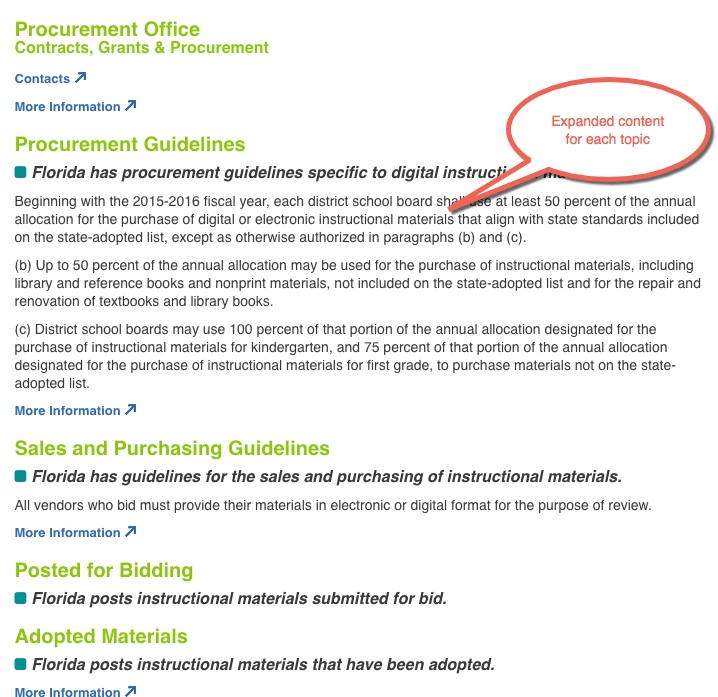 Procurement Office
Contracts, Grants & Procurement
Contacts
More Information
Expanded content
for each topic
Procurement Guidelines
Florida has procurement guidelines specific to digital
Beginning with the 2015-2016 fiscal year, each district school board shall use at least 50 percent of the annual
allocation for the purchase of digital or electronic instructional materials that align with state standards included
on the state-adopted list, except as otherwise authorized in paragraphs (b) and (c).
(b) Up to 50 percent of the annual allocation may be used for the purchase of instructional materials, including
library and reference books and nonprint materials, not included on the state-adopted list and for the repair and
renovation of textbooks and library books.
(c) District school boards may use 100 percent of that portion of the annual allocation designated for the
purchase of instructional materials for kindergarten, and 75 percent of that portion of the annual allocation
designated for the purchase of instructional materials for first grade, to purchase materials not on the state-
adopted list.
More Information
Sales and Purchasing Guidelines
Florida has guidelines for the sales and purchasing of instructional materials.
All vendors who bid must provide their materials in electronic or digital format for the purpose of review.
More Information
Posted for Bidding
Florida posts instructional materials submitted for bid.
Adopted Materials
Florida posts instructional materials that have been adopted.
More Information